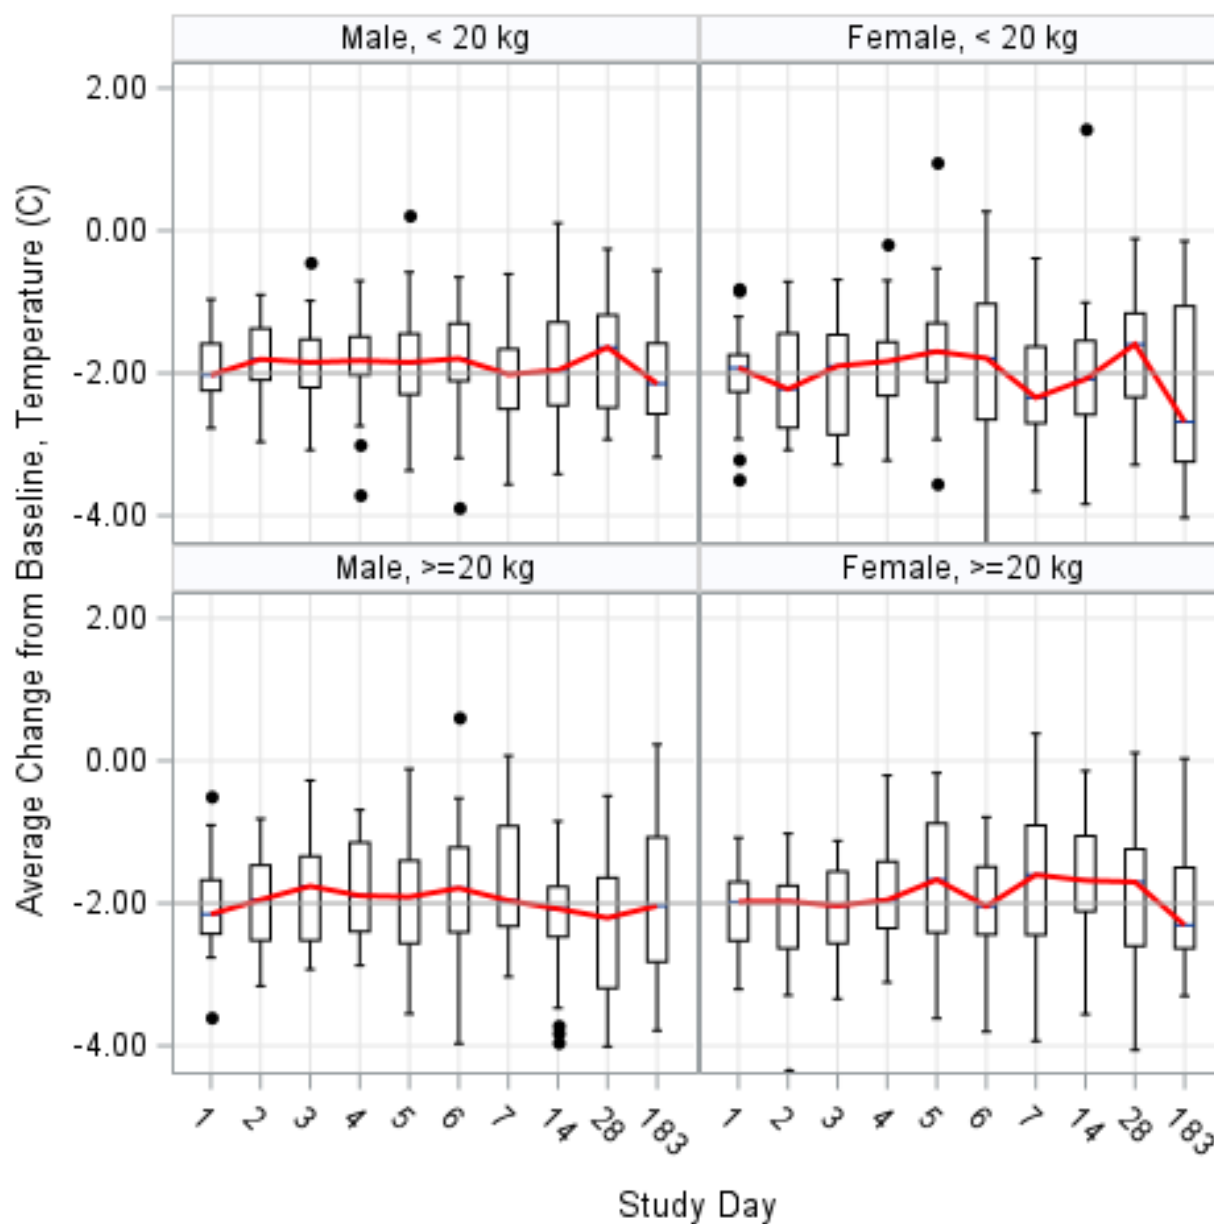 Male, < 20 kg
Female, < 20 kg
2.00
0.00
-2.00
-4.00
Average Change from Baseline, Temperature (C)
Male, >=20 kg
Female, >=20 kg
2.00
0.00
-2.00
-4.00
1 2 3 4 5 6 7 14 28 183
1 2 3 4 5 6 7 14 28 183
Study Day